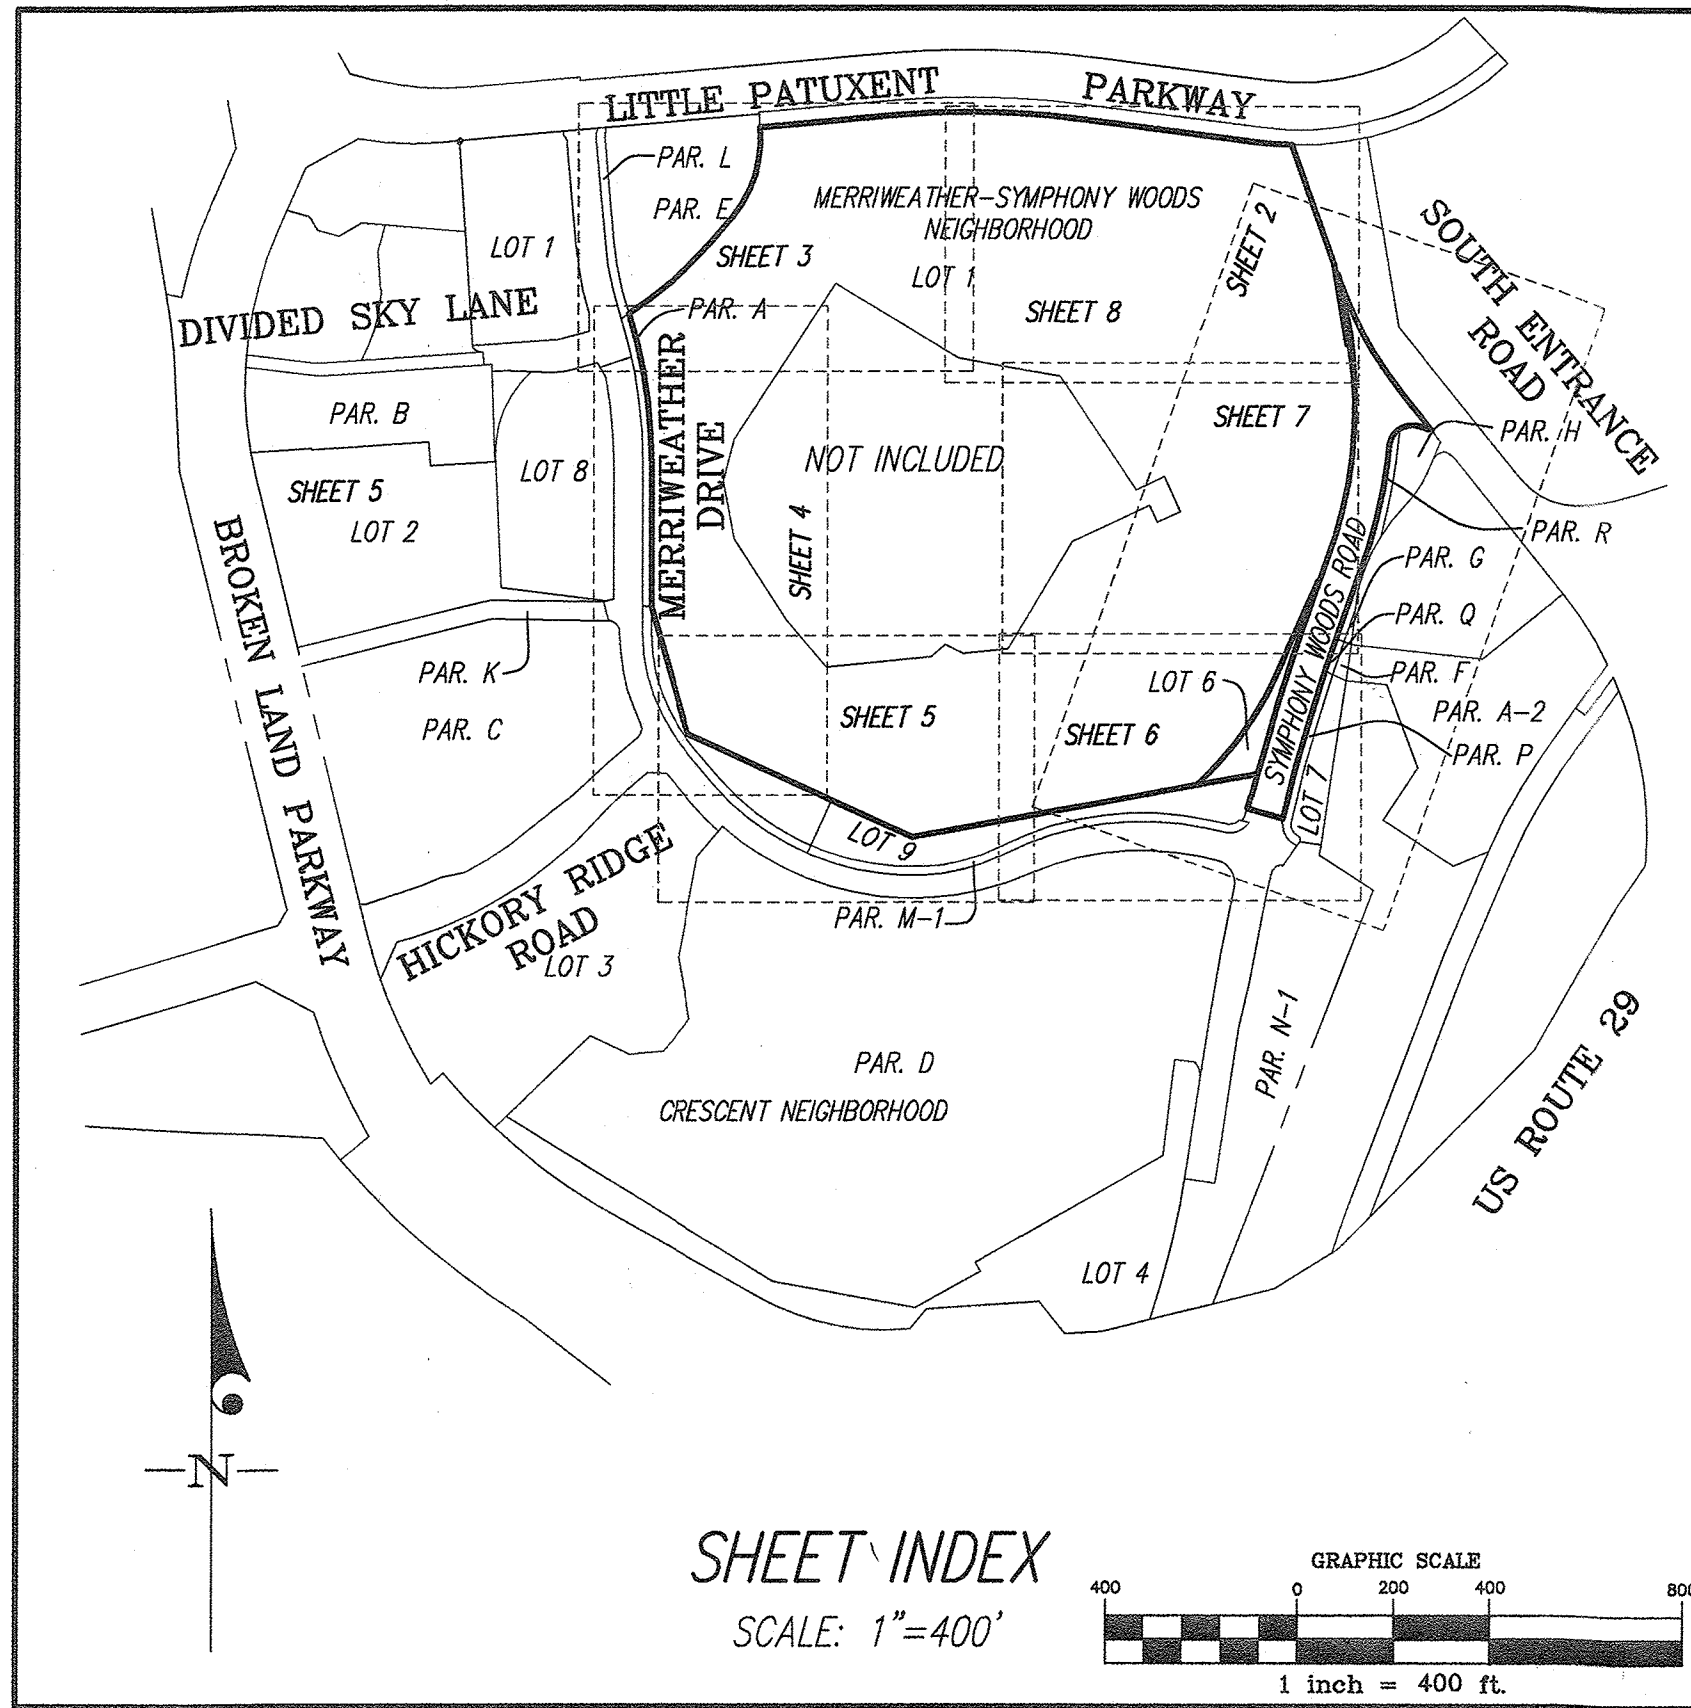 LITTLE PATUXENT PARKWAY
PAR. L
PAR. E
MERRIWEATHER-SYMPHONY WOODS
NEIGHBORHOOD
LOT 1
SHEET 3
LOT 1
SHEET 2
SOUTH ENTRANCE
ROAD
DIVIDED SKY LANE
PAR. A
SHEET 8
MERRIWEATHER
DRIVE
PAR. B
SHEET 7
PAR. H
NOT INCLUDED
LOT 8
SHEET 5
LOT 2
SHEET 4
PAR. R
BROKEN LAND PARKWAY
SYMPHONY WOODS ROAD
PAR. G
PAR. Q
PAR. K
LOT 6
PAR. F
PAR. C
SHEET 5
SHEET 6
PAR. A-2
PAR. P
LOT 7
LOT 9
HICKORY RIDGE
ROAD
PAR. M-1
LOT 3
PAR. N-1
US ROUTE 29
PAR. D
CRESCENT NEIGHBORHOOD
LOT 4
N
SHEET INDEX
SCALE: 1"=400'
GRAPHIC SCALE
400 0 200 400 800
1 inch = 400 ft.